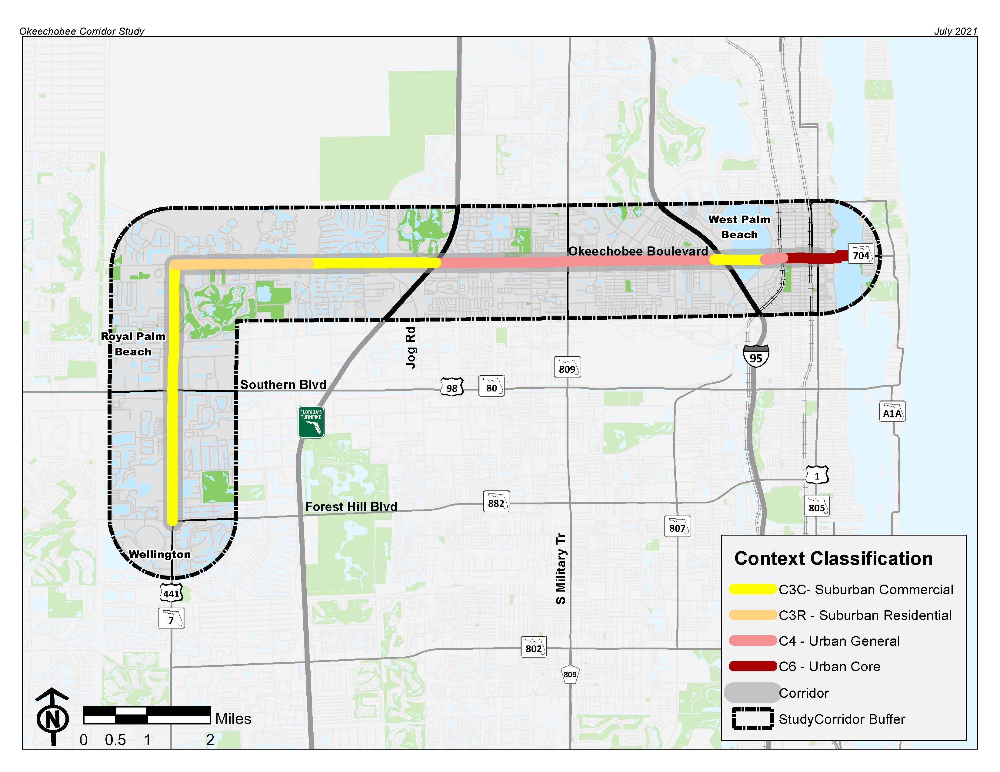 Okeechobee Corridor Study
July 2021
West Palm
Beach
Okeechobee Boulevard
704
Royal Palm
Beach
Jog Rd
95
809
Southern Blvd
98
80
FLORIDA'S
TURNPIKE
A1A
1
882
805
Forest Hill Blvd
807
S Military Tr
Wellington
441
7
802
809
Context Classification
C3C- Suburban Commercial
C3R - Suburban Residential
C4 - Urban General
C6 - Urban Core
Corridor
StudyCorridor Buffer
N
Miles
0 0.5 1 2